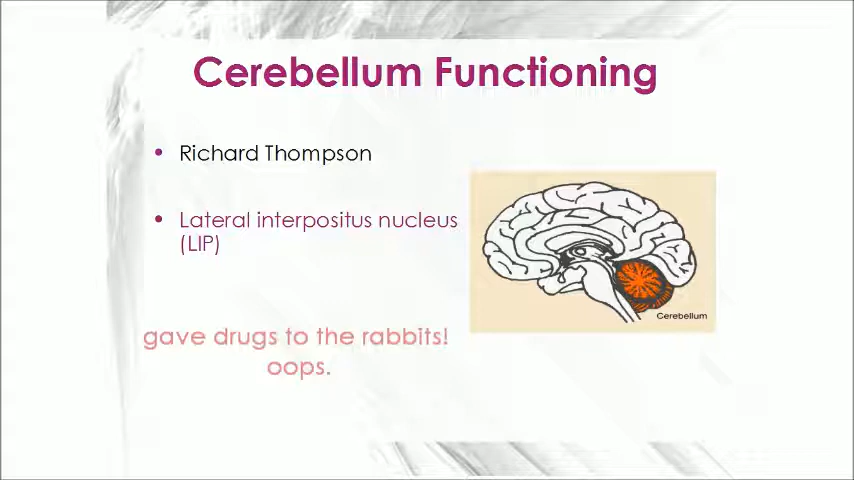 Cerebellum Functioning
• Richard Thompson
• Lateral interpositus nucleus
(LIP)
Cerebellum
gave drugs to the rabbits!
oops.